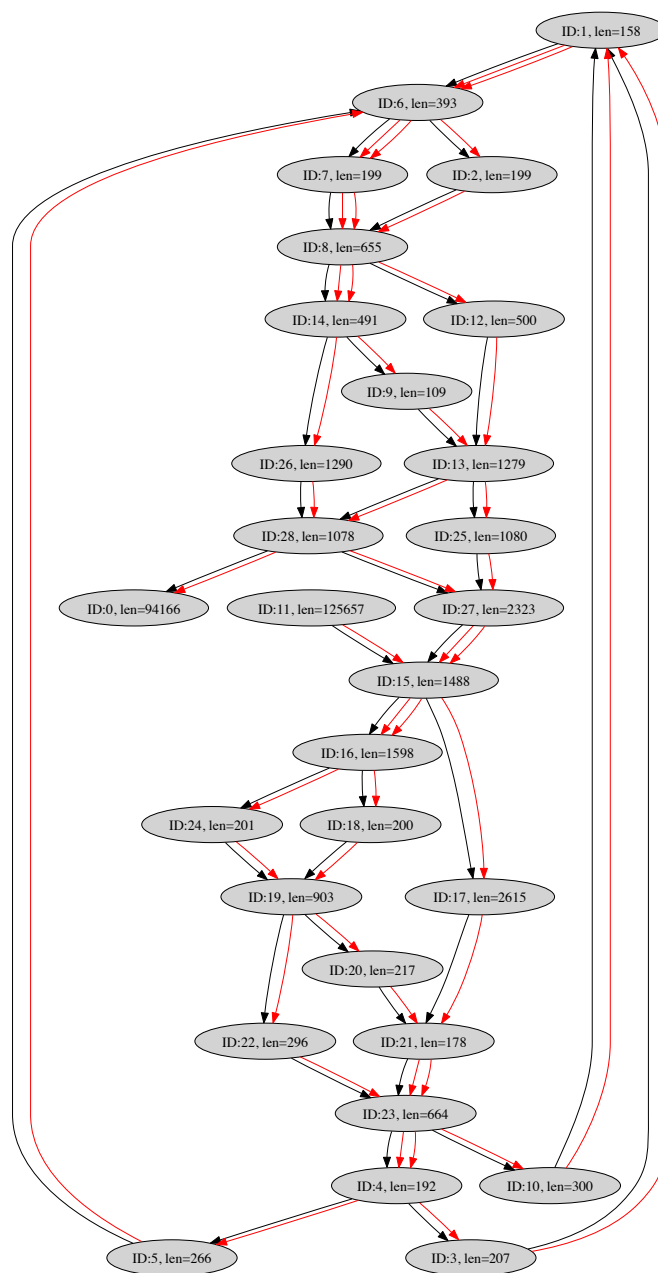 ID:1, len=158
ID:6, len=393
ID:7, len=199
ID:2, len=199
ID:8, len=655
ID:14, len=491
ID:12, len=500
ID:9, len=109
ID:26, len=1290
ID:13, len=1279
ID:28, len=1078
ID:25, len=1080
ID:0, len=94166
ID:11, len=125657
ID:27, len=2323
ID:15, len=1488
ID:16, len=1598
ID:24, len=201
ID:18, len=200
ID:19, len=903
ID:17, len=2615
ID:20, len=217
ID:22, len=296
ID:21, len=178
ID:23, len=664
ID:4, len=192
ID:10, len=300
ID:5, len=266
ID:3, len=207